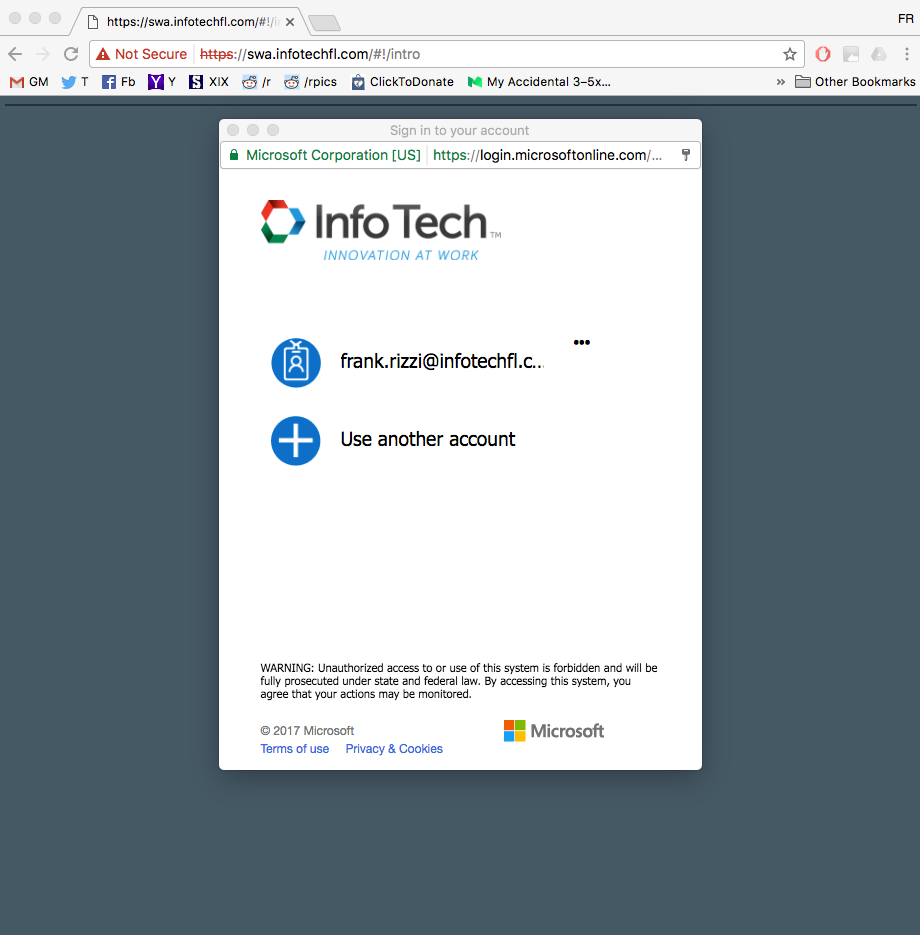 https://swa.infotechfl.com/#!/in
FR
Not Secure https://swa.infotechfl.com/#!/intro
GM T Fb Y XIX /r /rpics ClickToDonate My Accidental 3–5x... » Other Bookmarks
Sign in to your account
Microsoft Corporation [US] https://login.microsoftonline.com/...
Info Tech™
INNOVATION AT WORK
frank.rizzi@infotechfl.c...
Use another account
WARNING: Unauthorized access to or use of this system is forbidden and will be
fully prosecuted under state and federal law. By accessing this system, you
agree that your actions may be monitored.
© 2017 Microsoft
Microsoft
Terms of use Privacy & Cookies